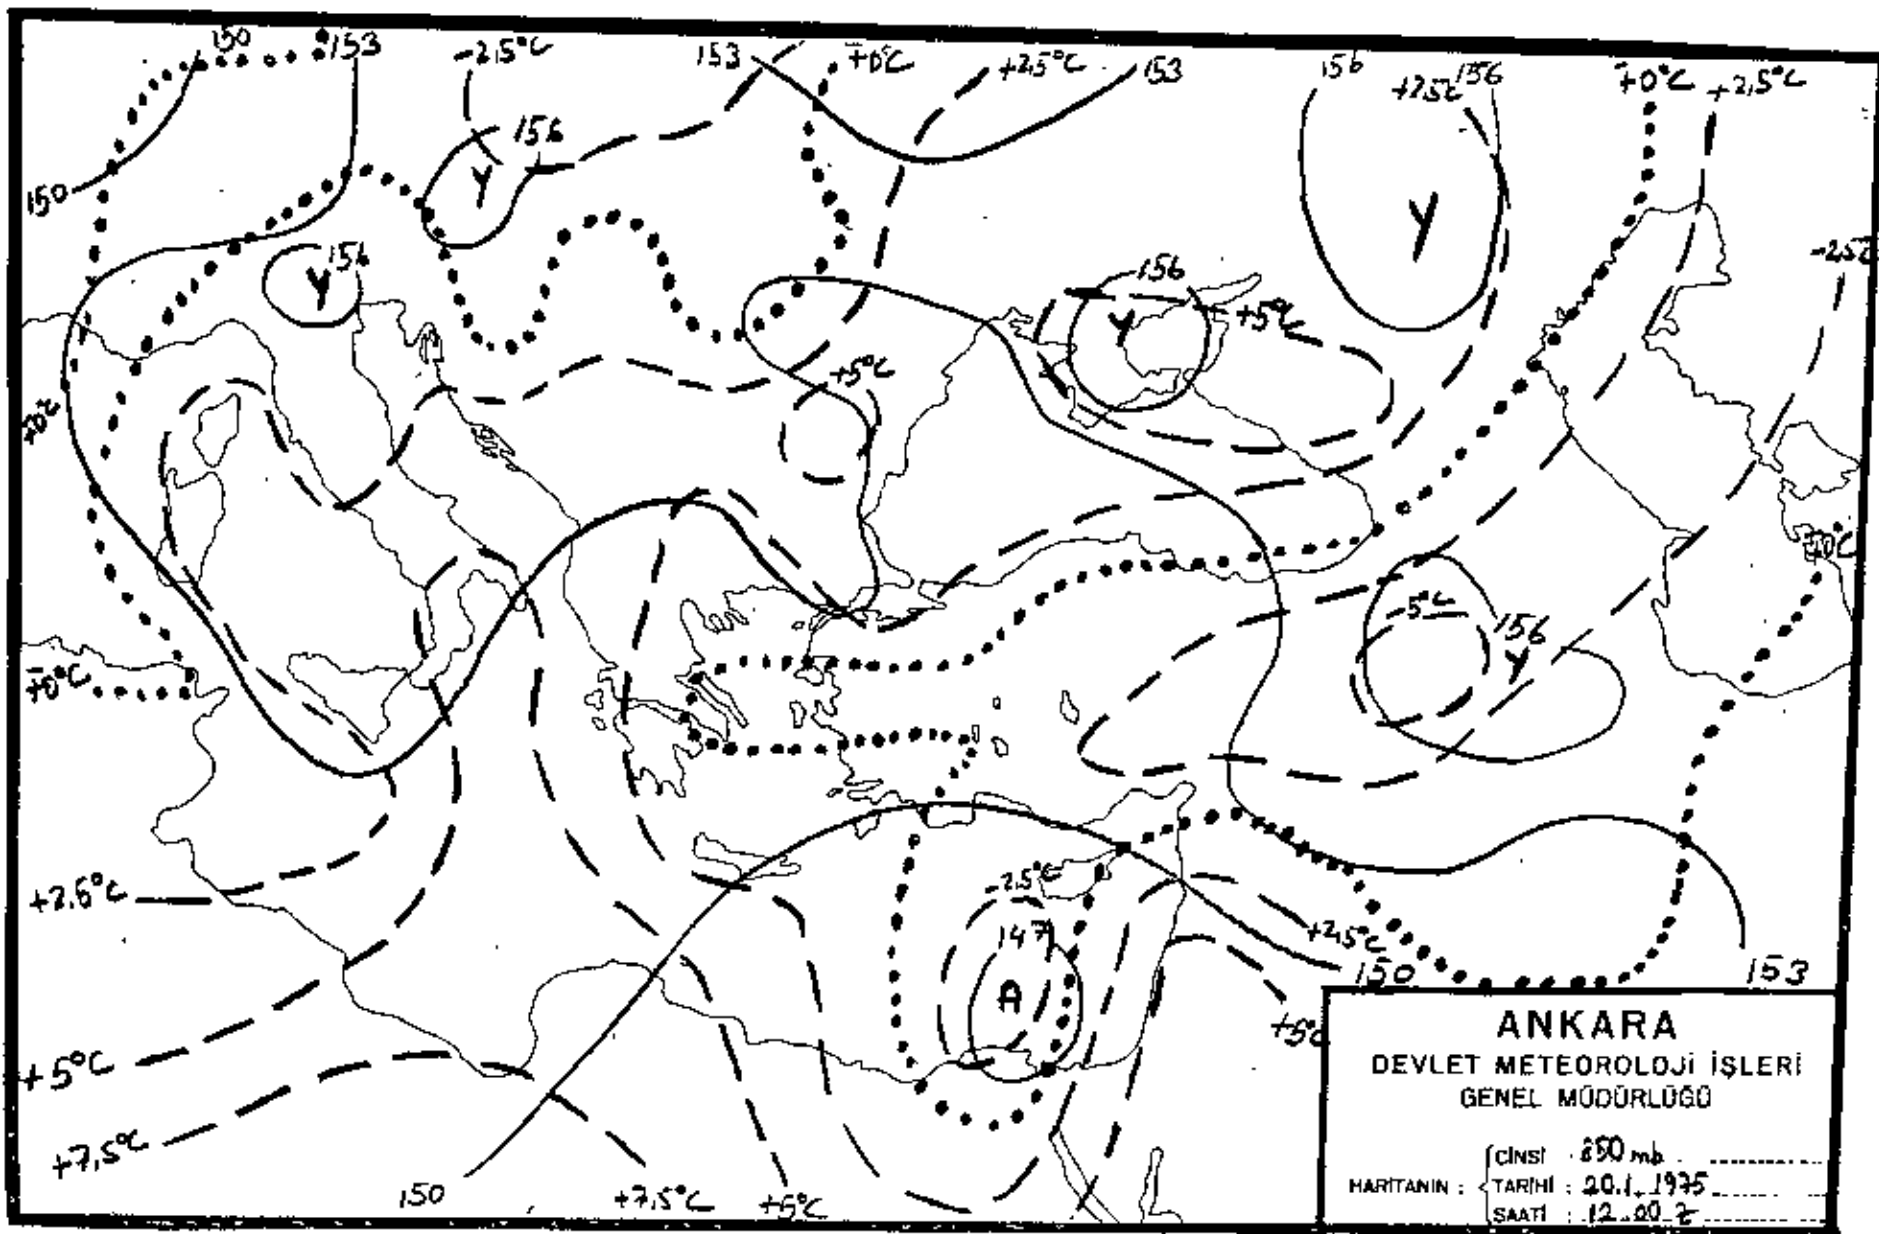 150 153 -2,5°C 153 +0°C +2,5°C 153 156 +2,5C 156 +0°C +2,5°C
156
150
156
-2,5C
156
+5°C
Y
Y
Y
Y
+5°C
+0°C
+0°C
-5°C
156
Y
+0°C
-2,5°C
+2,5°C
147
+2,5°C
A
150
153
+5°C
+5°C
+7,5°C
150
+7,5°C
+5°C
ANKARA
DEVLET METEOROLOJİ İŞLERİ
GENEL MÜDÜRLÜĞÜ
HARİTANIN :
CİNSİ : 850 mb
TARİHİ : 20.1.1975
SAATİ : 12.00 Z